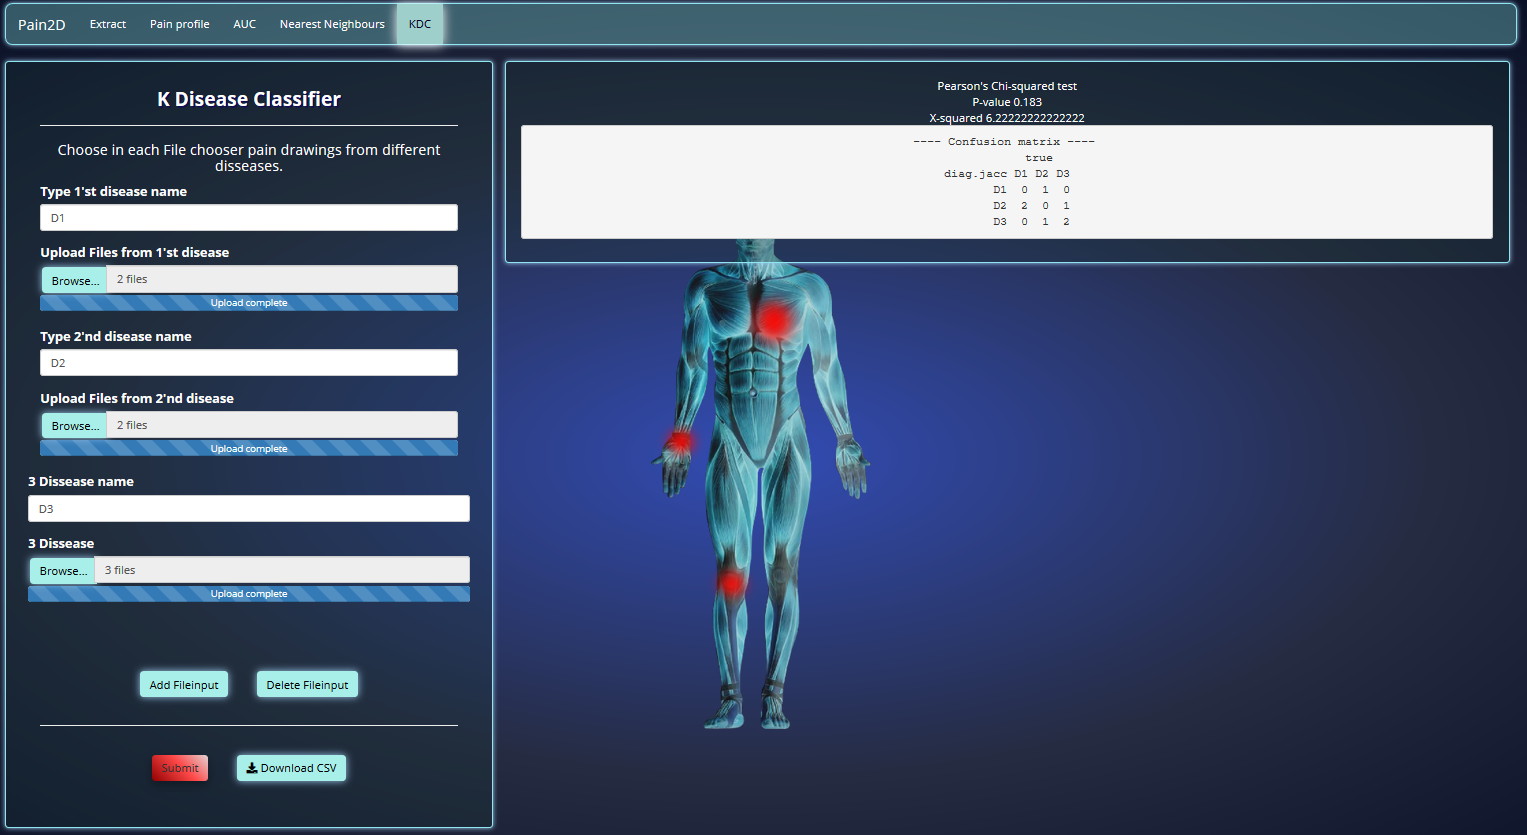 Pain2D Extract Pain profile AUC Nearest Neighbours KDC
K Disease Classifier
Choose in each File chooser pain drawings from different
disseases.
Type 1'st disease name
D1
Upload Files from 1'st disease
Browse... 2 files
Upload complete
Type 2'nd disease name
D2
Upload Files from 2'nd disease
Browse... 2 files
Upload complete
3 Dissease name
D3
3 Dissease
Browse... 3 files
Upload complete
Add Fileinput Delete Fileinput
Submit Download CSV
Pearson's Chi-squared test
P-value 0.183
X-squared 6.22222222222222
---- Confusion matrix ----
true
diag.jacc D1 D2 D3
D1 0 1 0
D2 2 0 1
D3 0 1 2